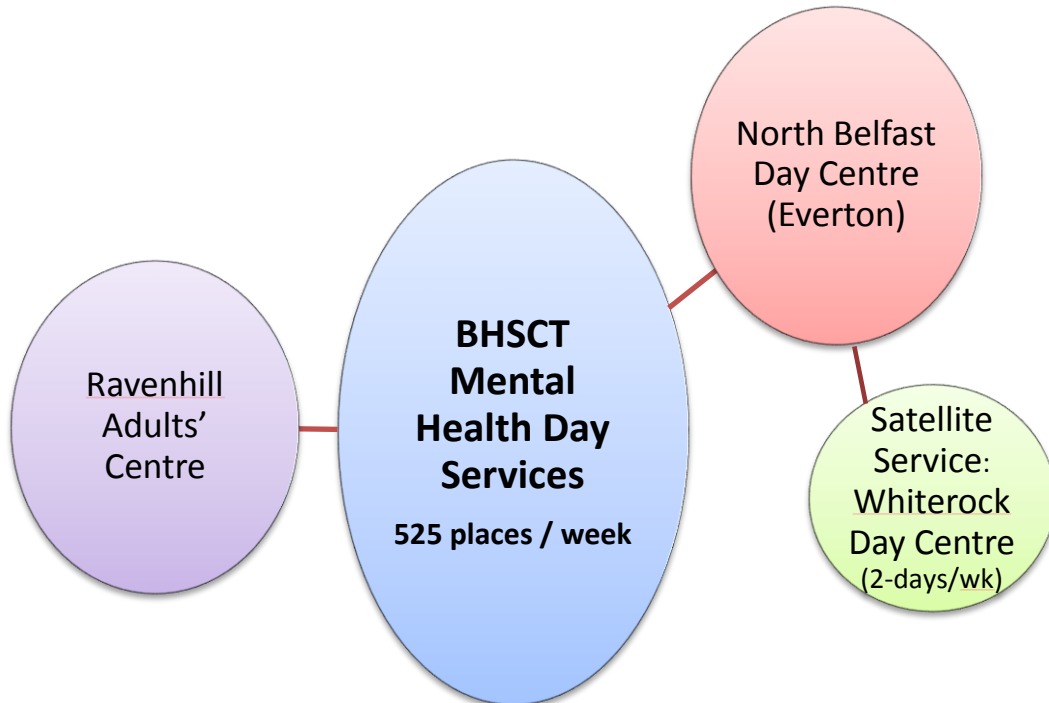 BHSCT
Mental
Health Day
Services
525 places / week
Ravenhill
Adults’
Centre
North Belfast
Day Centre
(Everton)
Satellite
Service:
Whiterock
Day Centre
(2-days/wk)